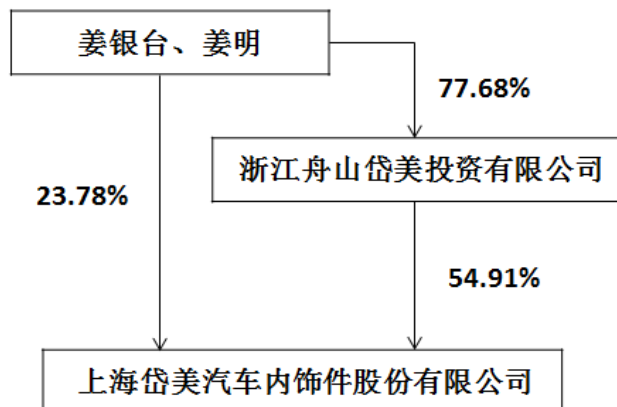 姜银台、姜明
77.68%
浙江舟山岱美投资有限公司
23.78%
54.91%
上海岱美汽车内饰件股份有限公司